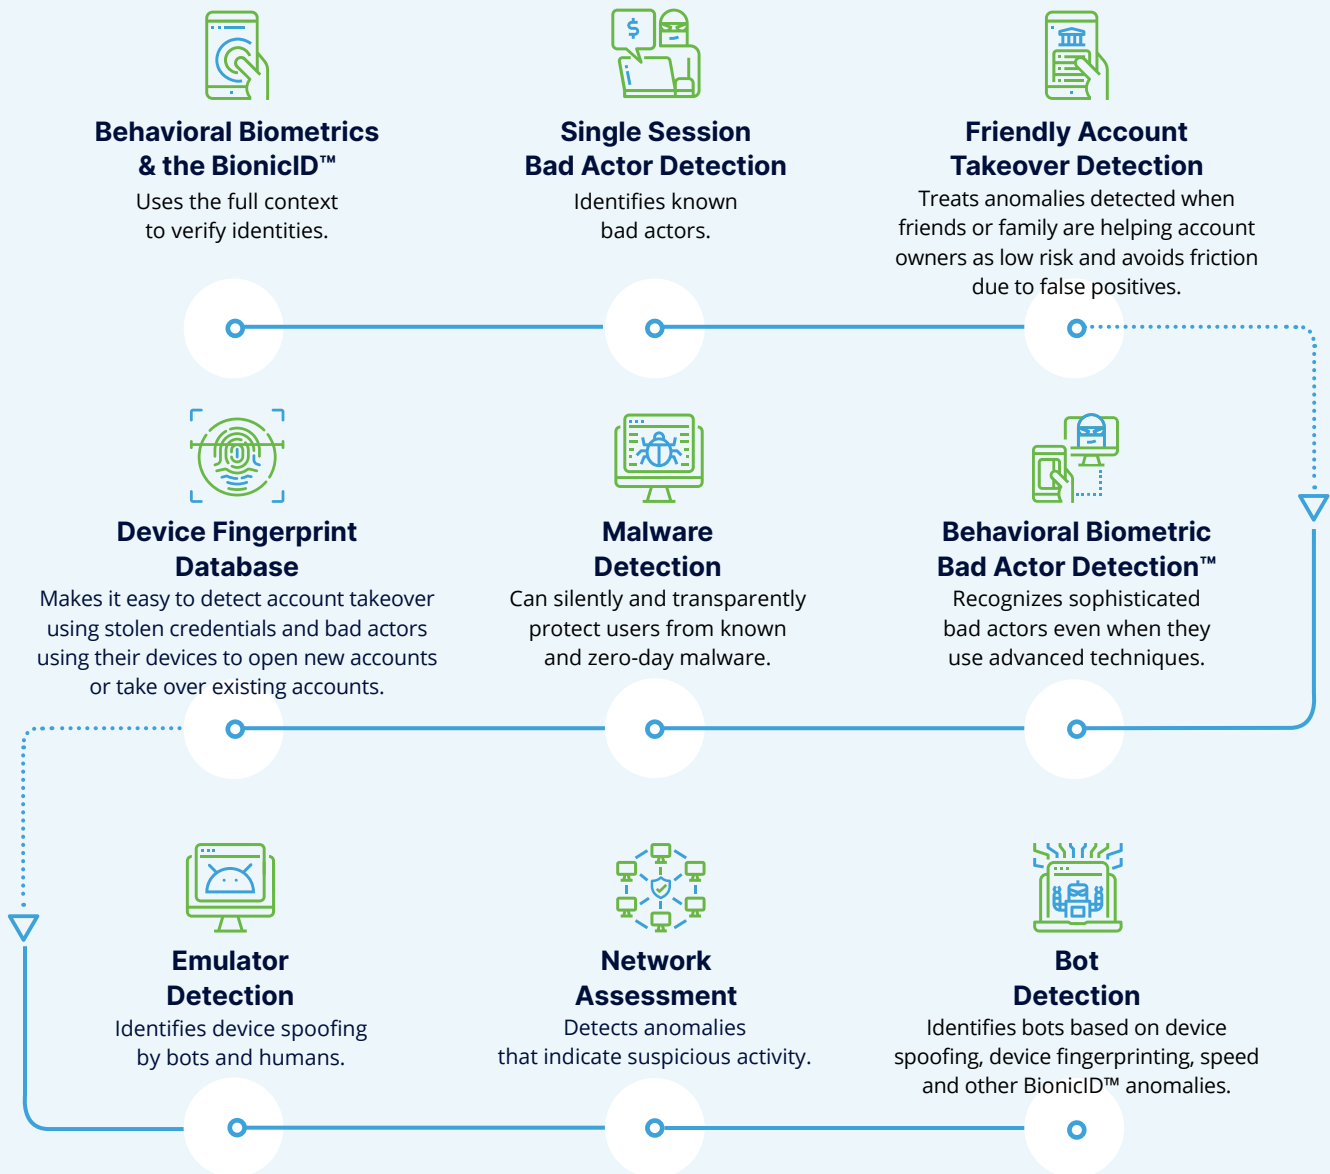 Behavioral Biometrics
& the BionicID™
Uses the full context
to verify identities.
$
Single Session
Bad Actor Detection
Identifies known
bad actors.
Friendly Account
Takeover Detection
Treats anomalies detected when
friends or family are helping account
owners as low risk and avoids friction
due to false positives.
Device Fingerprint
Database
Makes it easy to detect account takeover
using stolen credentials and bad actors
using their devices to open new accounts
or take over existing accounts.
Malware
Detection
Can silently and transparently
protect users from known
and zero-day malware.
Behavioral Biometric
Bad Actor Detection™
Recognizes sophisticated
bad actors even when they
use advanced techniques.
Emulator
Detection
Identifies device spoofing
by bots and humans.
Network
Assessment
Detects anomalies
that indicate suspicious activity.
Bot
Detection
Identifies bots based on device
spoofing, device fingerprinting, speed
and other BionicID™ anomalies.